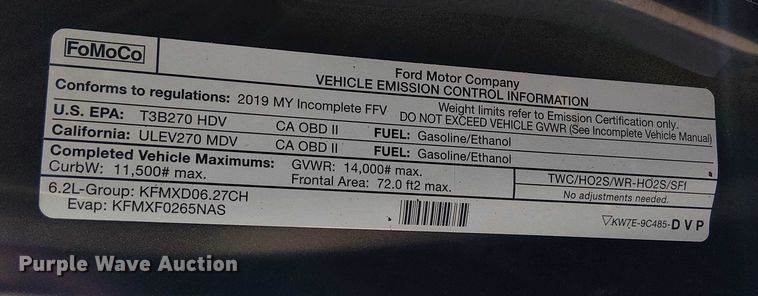 FoMoCo
Ford Motor Company
VEHICLE EMISSION CONTROL INFORMATION
Conforms to regulations: 2019 MY Incomplete FFV
Weight limits refer to Emission Certification only.
DO NOT EXCEED VEHICLE GVWR (See Incomplete Vehicle Manual)
U.S. EPA: T3B270 HDV CA OBD II FUEL: Gasoline/Ethanol
California: ULEV270 MDV CA OBD II FUEL: Gasoline/Ethanol
Completed Vehicle Maximums: GVWR: 14,000# max.
CurbW: 11,500# max. Frontal Area: 72.0 ft2 max.
TWC/HO2S/WR-HO2S/SFI
No adjustments needed.
6.2L-Group: KFMXD06.27CH
Evap: KFMXF0265NAS
KW7E-9C485-DVP
Purple Wave Auction